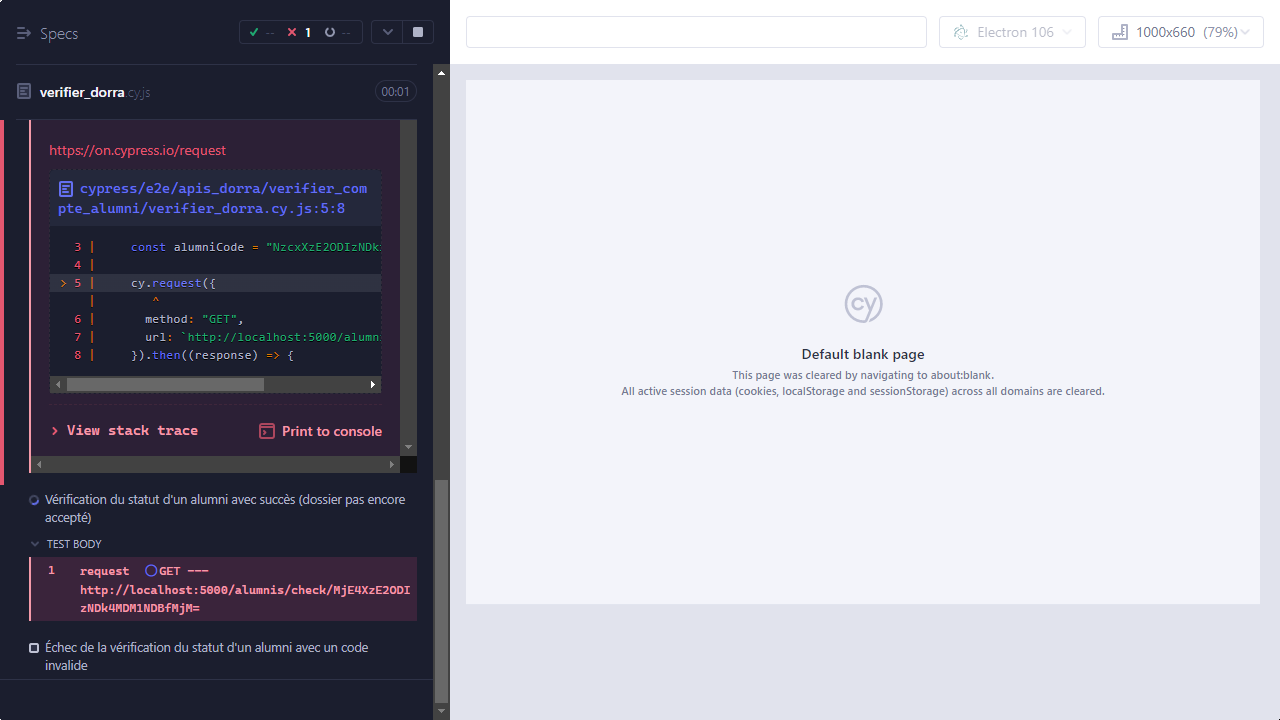 Specs
-- 1 --
Electron 106
1000x660 (79%)
verifier_dorra.cy.js
00:01
https://on.cypress.io/request
cypress/e2e/apis_dorra/verifier_com
pte_alumni/verifier_dorra.cy.js:5:8
3 | const alumniCode = "NzcxXzE2ODIzNDk
4 |
> 5 | cy.request({
| ^
6 | method: "GET",
7 | url: `http://localhost:5000/alumn
8 | }).then((response) => {
> View stack trace
Print to console
Vérification du statut d'un alumni avec succès (dossier pas encore
accepté)
TEST BODY
1 request GET ---
http://localhost:5000/alumnis/check/MjE4XzE2ODI
zNDk4MDM1NDBfMjM=
Échec de la vérification du statut d'un alumni avec un code
invalide
cy
Default blank page
This page was cleared by navigating to about:blank.
All active session data (cookies, localStorage and sessionStorage) across all domains are cleared.